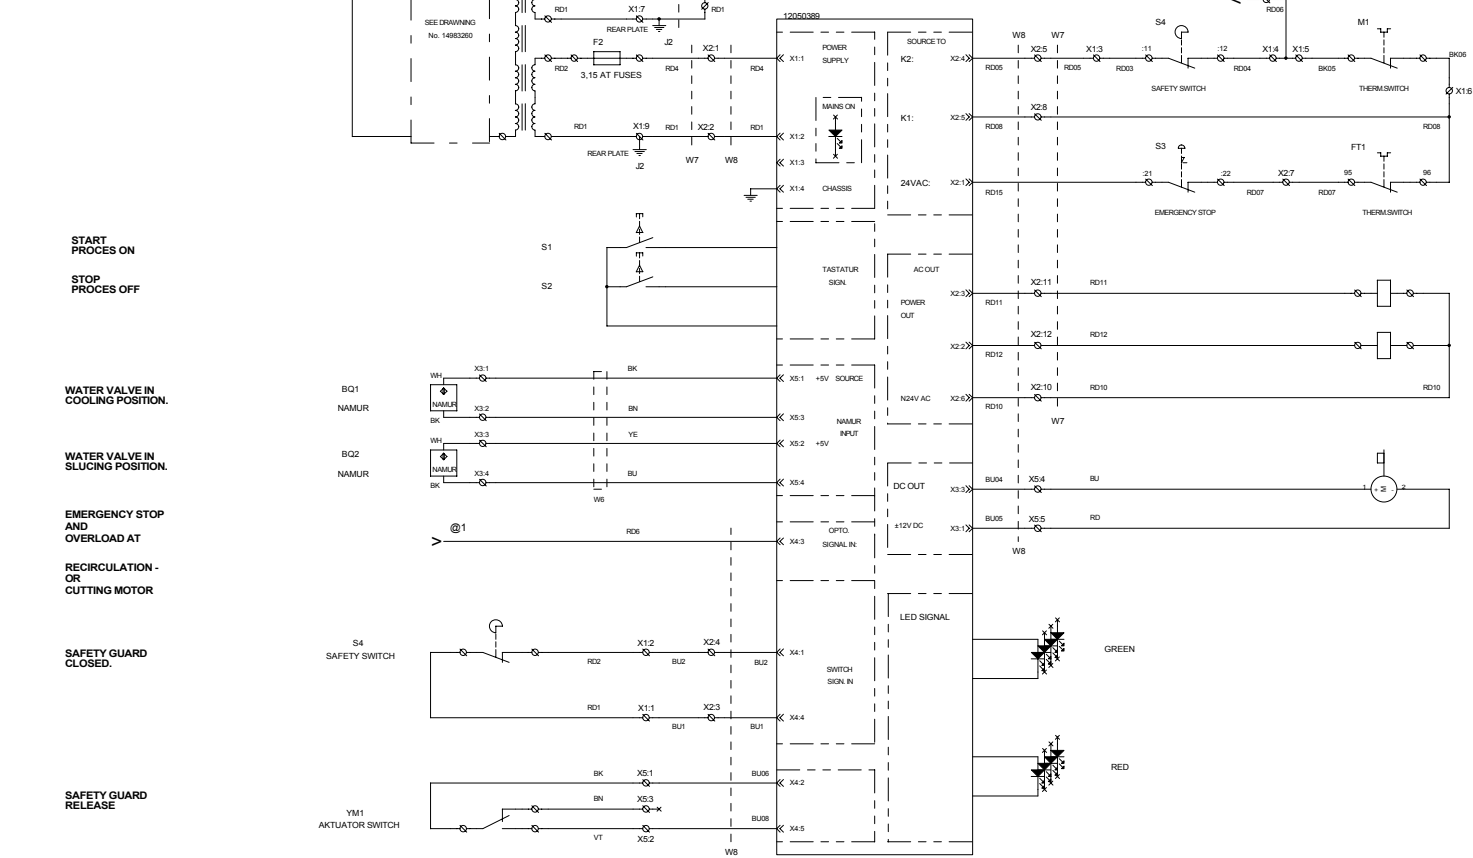 RD1
X1:7
RD1
RD06
SEE DRAWNING
No. 14983260
REAR PLATE
12050389
S4
M1
F2
J2
X2:1
POWER
SUPPLY
SOURCE TO
W8
W7
X2:5
X1:3
:11
:12
X1:4
X1:5
BK06
RD2
RD4
RD4
X1:1
K2:
X2:4
RD05
RD05
RD03
RD04
BK05
3,15 AT FUSES
SAFETY SWITCH
THERM.SWITCH
X1:6
MAINS ON
X2:8
K1:
X2:5
RD1
X1:9
RD1
X2:2
RD1
X1:2
RD08
RD08
REAR PLATE
J2
W7
W8
X1:3
S3
FT1
X1:4
CHASSIS
24VAC:
X2:1
RD15
:21
:22
X2:7
95
96
RD07
RD07
EMERGENCY STOP
THERM.SWITCH
START
PROCES ON
S1
STOP
PROCES OFF
S2
TASTATUR
SIGN.
AC OUT
POWER
OUT
X2:3
RD11
X2:11
RD11
X2:2
RD12
X2:12
RD12
WATER VALVE IN
COOLING POSITION.
BQ1
NAMUR
WH
NAMUR
BK
X3:1
BK
X5:1
+5V
SOURCE
X3:2
BN
X5:3
N24V AC
X2:6
RD10
X2:10
RD10
RD10
W7
NAMUR
INPUT
WATER VALVE IN
SLUCING POSITION.
BQ2
NAMUR
WH
NAMUR
BK
X3:3
YE
X5:2
+5V
X3:4
BU
X5:4
W6
DC OUT
X3:3
BU04
X5:4
BU
1
+ M -
2
±12V DC
X3:1
BU05
X5:5
RD
W8
EMERGENCY STOP
AND
OVERLOAD AT
@1
RD6
X4:3
OPTO.
SIGNAL IN:
RECIRCULATION -
OR
CUTTING MOTOR
LED SIGNAL
SAFETY GUARD
CLOSED.
S4
SAFETY SWITCH
RD2
X1:2
BU2
X2:4
BU2
X4:1
SWITCH
SIGN. IN
GREEN
RD1
X1:1
BU1
X2:3
BU1
X4:4
RED
SAFETY GUARD
RELEASE
YM1
AKTUATOR SWITCH
BK
X5:1
BU06
X4:2
BN
X5:3
VT
X5:2
BU08
X4:5
W8